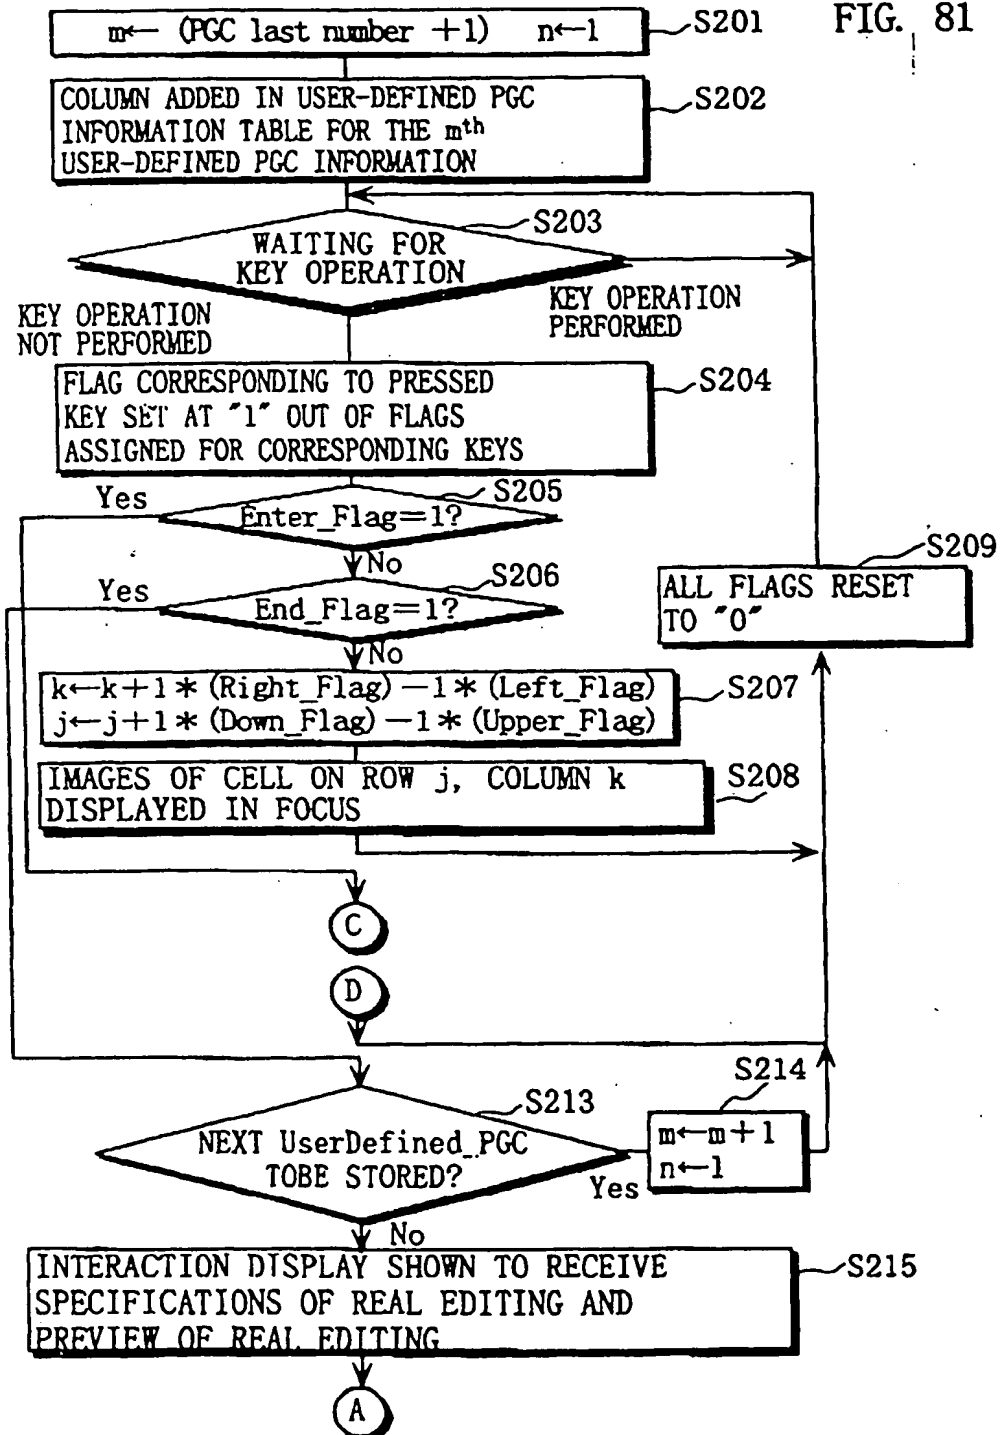 FIG. 81
m← (PGC last number +1) n←1
S201
COLUMN ADDED IN USER-DEFINED PGC
INFORMATION TABLE FOR THE mth
USER-DEFINED PGC INFORMATION
S202
S203
WAITING FOR
KEY OPERATION
KEY OPERATION
NOT PERFORMED
KEY OPERATION
PERFORMED
FLAG CORRESPONDING TO PRESSED
KEY SET AT "1" OUT OF FLAGS
ASSIGNED FOR CORRESPONDING KEYS
S204
Yes
S205
Enter_Flag=1?
No
Yes
S206
End_Flag=1?
No
S209
ALL FLAGS RESET
TO "0"
k←k+1*(Right_Flag)-1*(Left_Flag)
j←j+1*(Down_Flag)-1*(Upper_Flag)
S207
IMAGES OF CELL ON ROW j, COLUMN k
DISPLAYED IN FOCUS
S208
C
D
S213
NEXT UserDefined_PGC
TOBE STORED?
Yes
S214
m←m+1
n←1
No
INTERACTION DISPLAY SHOWN TO RECEIVE
SPECIFICATIONS OF REAL EDITING AND
PREVIEW OF REAL EDITING
S215
A